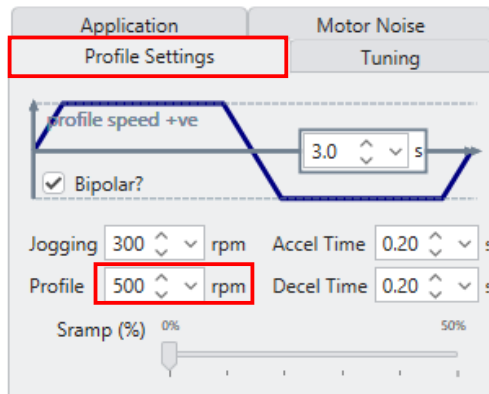 Application Motor Noise
Profile Settings Tuning
profile speed +ve
3.0 s
Bipolar?
Jogging 300 rpm Accel Time 0.20 s
Profile 500 rpm Decel Time 0.20 s
Sramp (%) 0% 50%